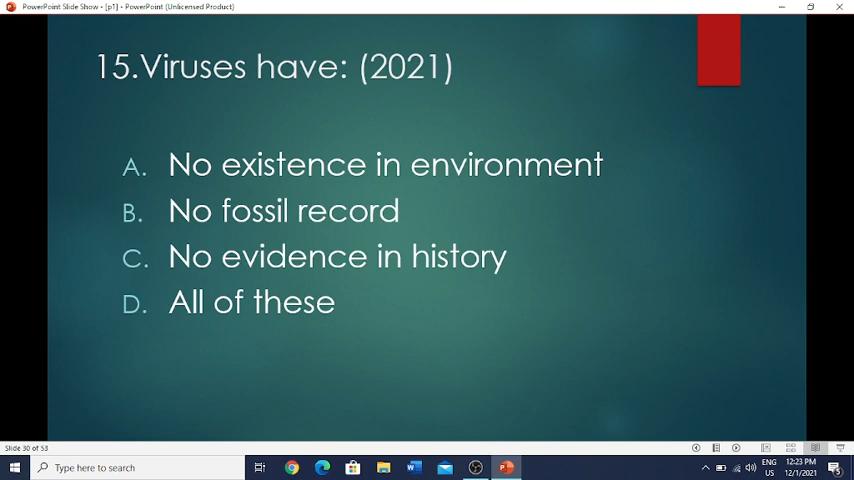 PowerPoint Slide Show - [p1] - PowerPoint (Unlicensed Product)
15.Viruses have: (2021)
A. No existence in environment
B. No fossil record
C. No evidence in history
D. All of these
Slide 30 of 53
Type here to search
ENG
US
12:23 PM
12/1/2021
5